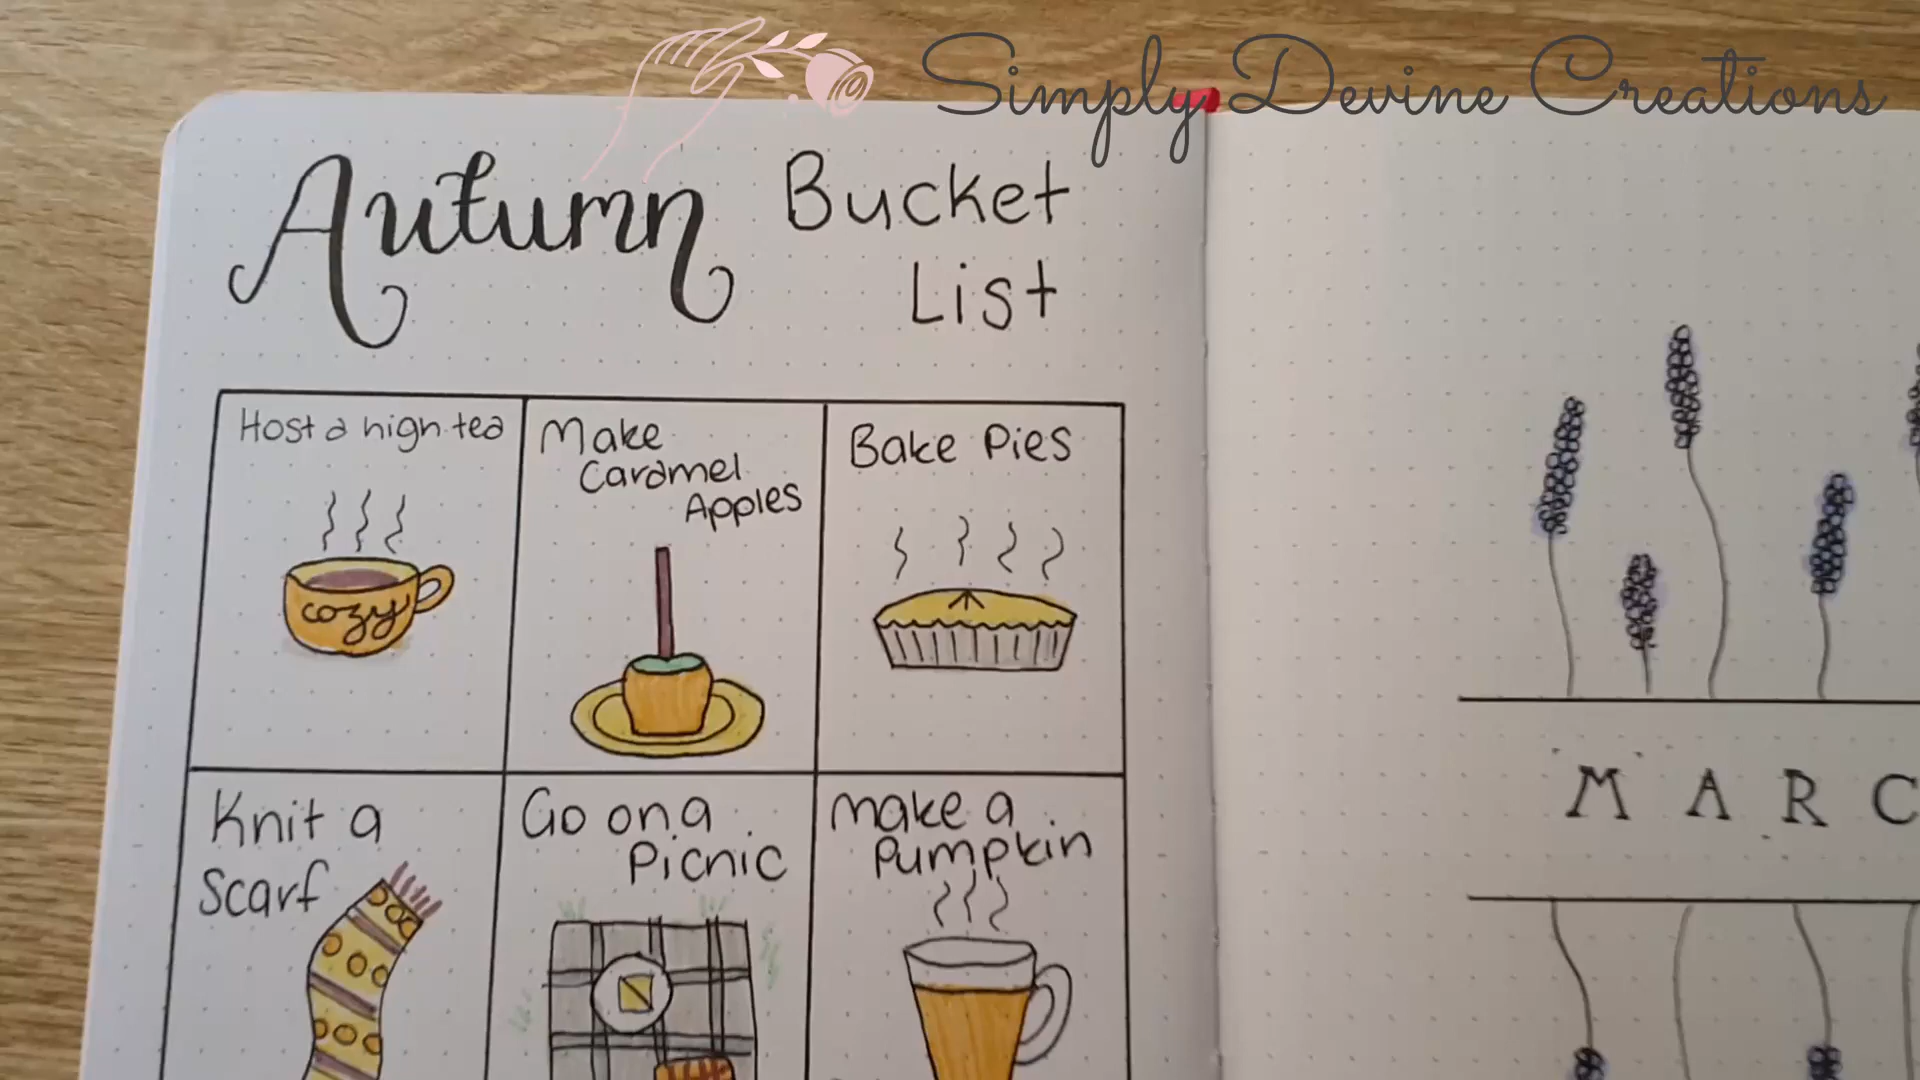 Simply Devine Creations
Autumn Bucket
List
Host a high tea
cozy
Make
Caramel
Apples
Bake Pies
Knit a
Scarf
Go on a
Picnic
make a
Pumpkin
MARC